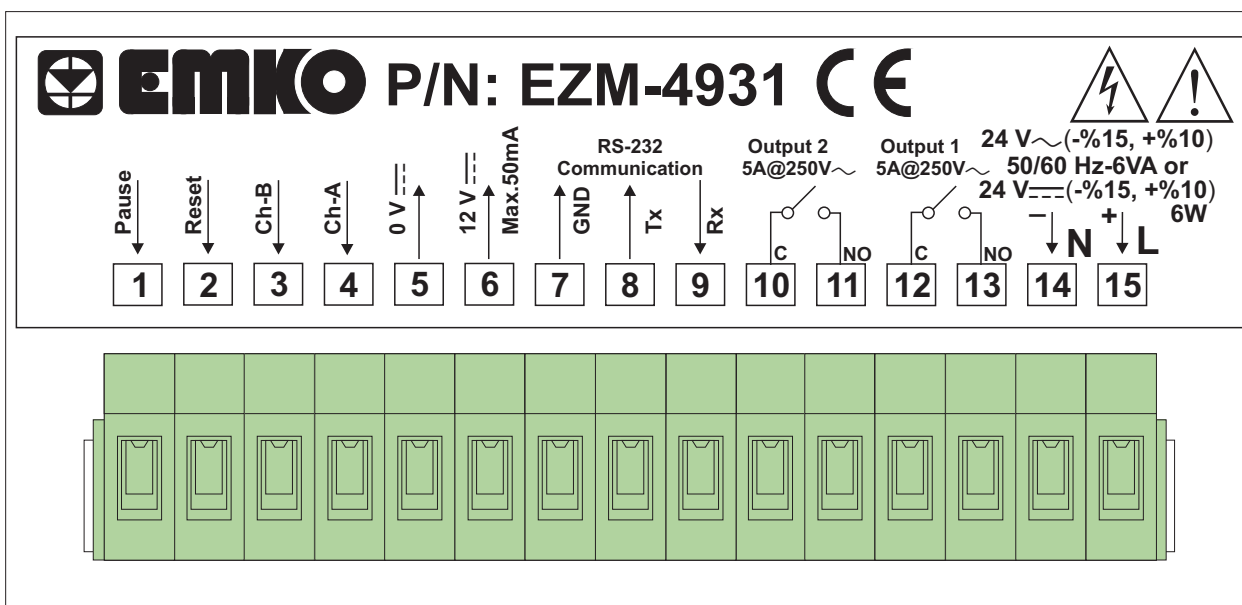 EMKO P/N: EZM-4931 CE
Pause
Reset
Ch-B
Ch-A
0 V
12 V
Max.50mA
RS-232
Communication
GND
Tx
Rx
Output 2
5A@250V~
C
NO
Output 1
5A@250V~
C
NO
24 V~(-%15, +%10)
50/60 Hz-6VA or
24 V⎓(-%15, +%10)
6W
– N
+ L
1 2 3 4 5 6 7 8 9 10 11 12 13 14 15